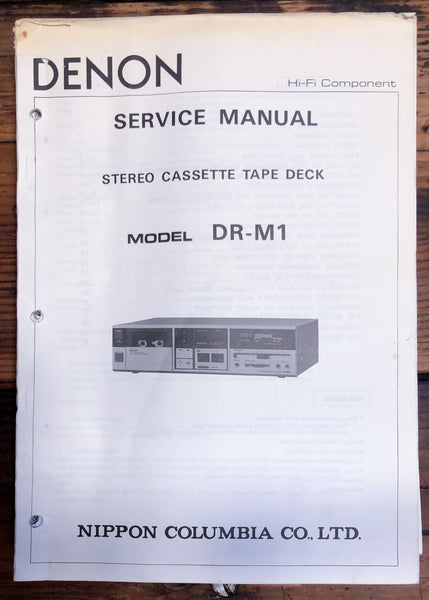 DENON
Hi-Fi Component
SERVICE MANUAL
STEREO CASSETTE TAPE DECK
MODEL DR-M1
NIPPON COLUMBIA CO., LTD.